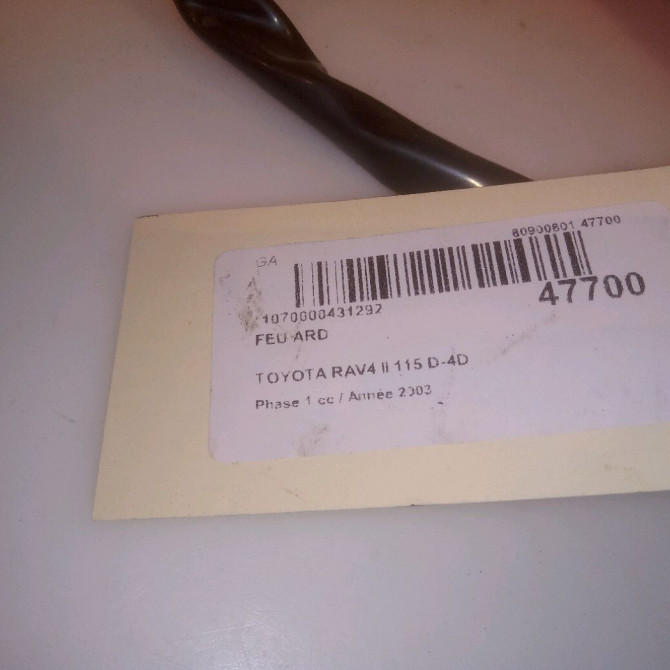 80900801 47700
GA
47700
1070000431292
FEU ARD
TOYOTA RAV4 II 115 D-4D
Phase 1 cc / Année 2003